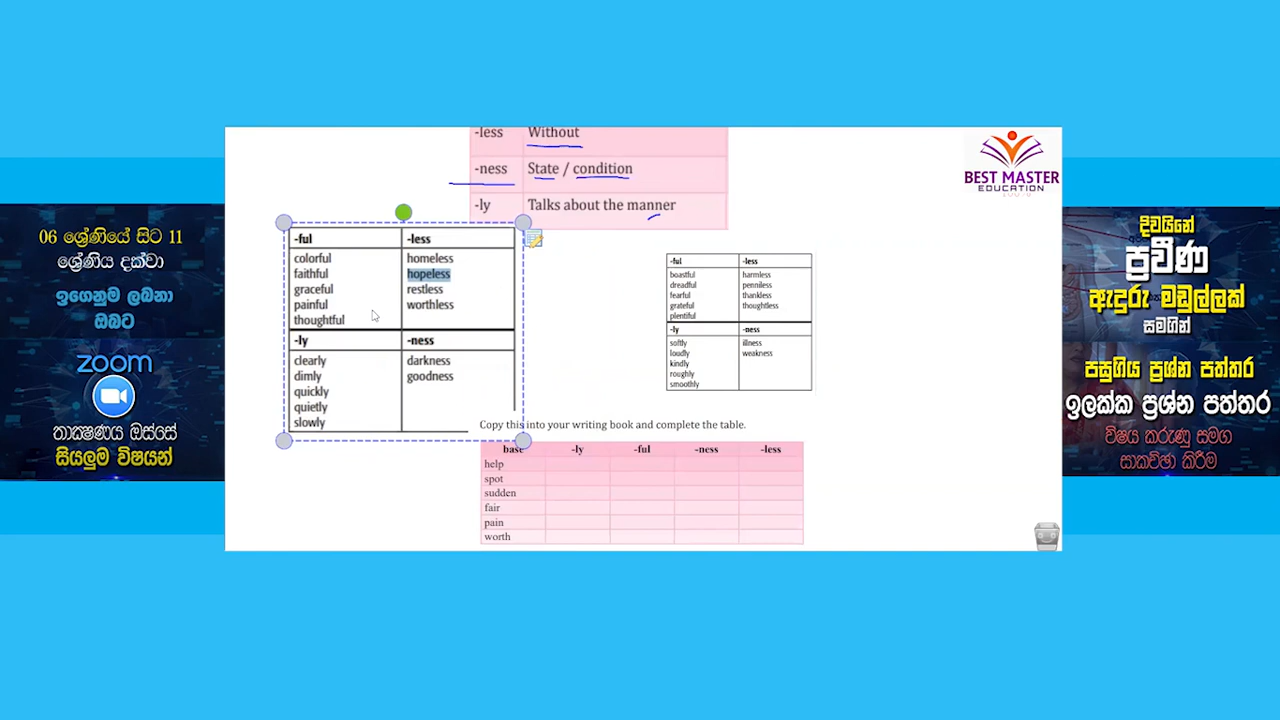 -less Without
-ness State / condition
-ly Talks about the manner
BEST MASTER
EDUCATION
06 ශ්‍රේණියේ සිට 11
ශ්‍රේණිය දක්වා
ඉගෙනුම ලබනා
ඔබට
zoom
තාක්ෂණය ඔස්සේ
සියලුම විෂයන්
-ful -less
colorful homeless
faithful hopeless
graceful restless
painful worthless
thoughtful
-ly -ness
clearly darkness
dimly goodness
quickly
quietly
slowly
-ful -less
boastful harmless
dreadful penniless
fearful thankless
grateful thoughtless
plentiful
-ly -ness
softly illness
loudly weakness
kindly
roughly
smoothly
Copy this into your writing book and complete the table.
base -ly -ful -ness -less
help
spot
sudden
fair
pain
worth
දිවයිනේ
ප්‍රවීණ
ඇදුරු මඩුල්ලක්
සමගින්
පසුගිය ප්‍රශ්න පත්තර
ඉලක්ක ප්‍රශ්න පත්තර
විෂය කරුණු සමග
සාකච්ඡා කිරීම